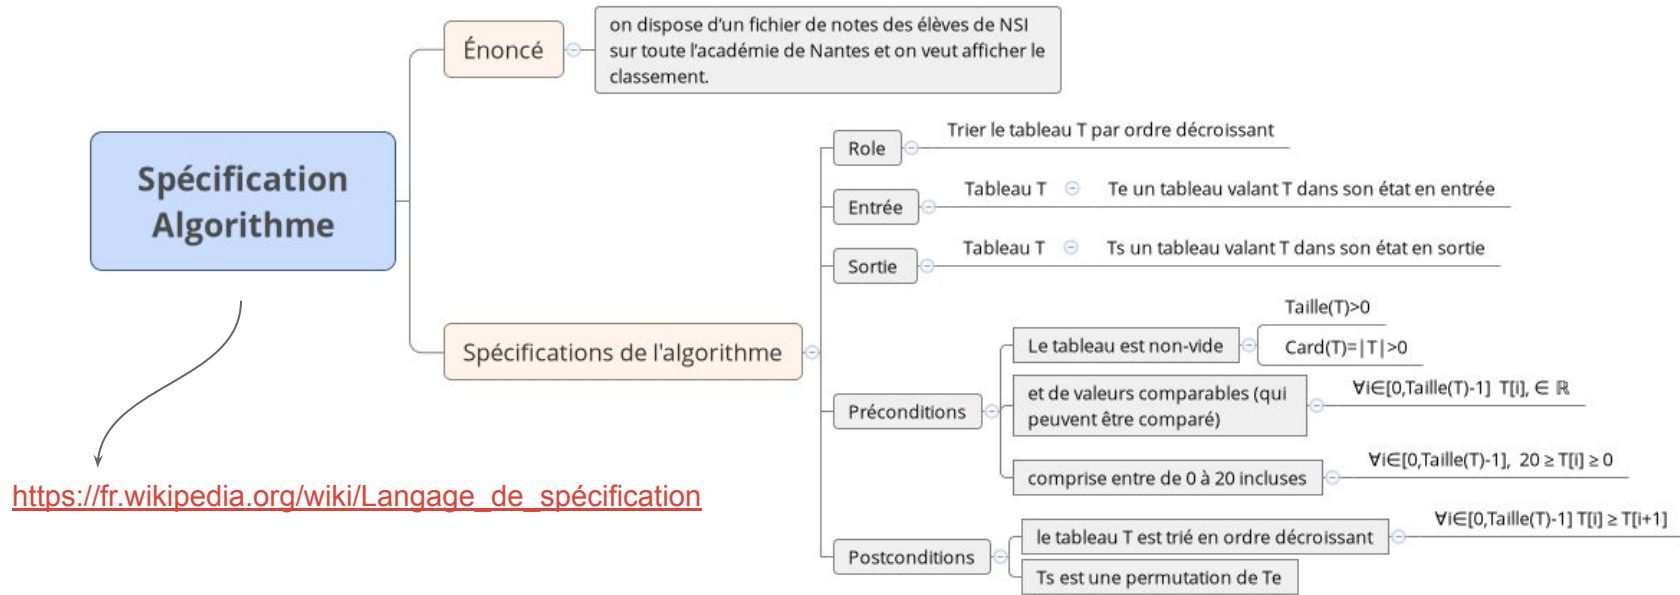 Énoncé
on dispose d'un fichier de notes des élèves de NSI
sur toute l'académie de Nantes et on veut afficher le
classement.
Spécification
Algorithme
Spécifications de l'algorithme
Role
Trier le tableau T par ordre décroissant
Entrée
Tableau T
Te un tableau valant T dans son état en entrée
Sortie
Tableau T
Ts un tableau valant T dans son état en sortie
Préconditions
Le tableau est non-vide
Taille(T)>0
Card(T)=|T|>0
et de valeurs comparables (qui
peuvent être comparé)
∀i∈[0,Taille(T)-1] T[i], ∈ ℝ
comprise entre de 0 à 20 incluses
∀i∈[0,Taille(T)-1], 20 ≥ T[i] ≥ 0
Postconditions
le tableau T est trié en ordre décroissant
∀i∈[0,Taille(T)-1] T[i] ≥ T[i+1]
Ts est une permutation de Te
https://fr.wikipedia.org/wiki/Langage_de_spécification